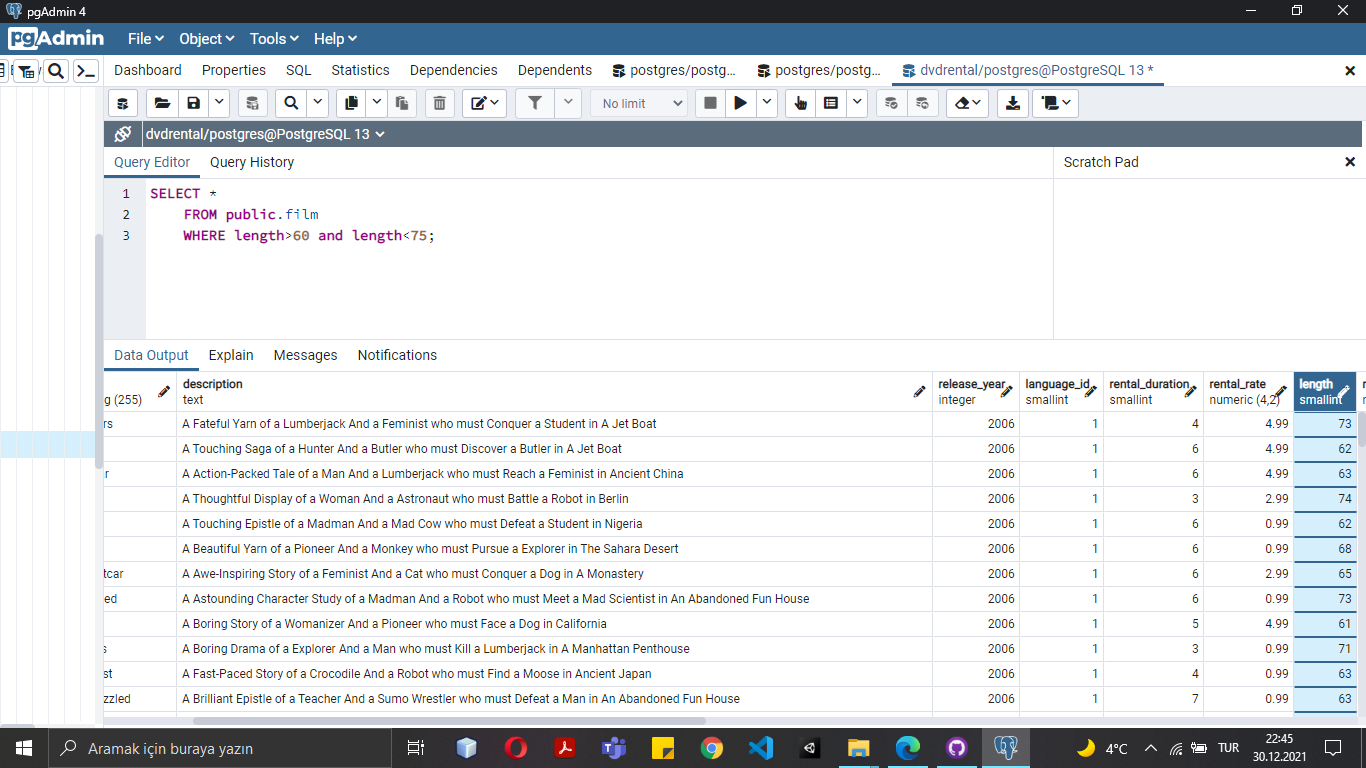 pgAdmin 4
pgAdmin File Object Tools Help
Dashboard Properties SQL Statistics Dependencies Dependents postgres/postg... postgres/postg... dvdrental/postgres@PostgreSQL 13 *
No limit
dvdrental/postgres@PostgreSQL 13
Query Editor Query History Scratch Pad
1 SELECT *
2 FROM public.film
3 WHERE length>60 and length<75;
Data Output Explain Messages Notifications
description release_year language_id rental_duration rental_rate length
g (255) text integer smallint smallint numeric (4,2) smallint
rs A Fateful Yarn of a Lumberjack And a Feminist who must Conquer a Student in A Jet Boat 2006 1 4 4.99 73
A Touching Saga of a Hunter And a Butler who must Discover a Butler in A Jet Boat 2006 1 6 4.99 62
r A Action-Packed Tale of a Man And a Lumberjack who must Reach a Feminist in Ancient China 2006 1 6 4.99 63
A Thoughtful Display of a Woman And a Astronaut who must Battle a Robot in Berlin 2006 1 3 2.99 74
A Touching Epistle of a Madman And a Mad Cow who must Defeat a Student in Nigeria 2006 1 6 0.99 62
A Beautiful Yarn of a Pioneer And a Monkey who must Pursue a Explorer in The Sahara Desert 2006 1 6 0.99 68
tcar A Awe-Inspiring Story of a Feminist And a Cat who must Conquer a Dog in A Monastery 2006 1 6 2.99 65
ed A Astounding Character Study of a Madman And a Robot who must Meet a Mad Scientist in An Abandoned Fun House 2006 1 6 0.99 73
A Boring Story of a Womanizer And a Pioneer who must Face a Dog in California 2006 1 5 4.99 61
s A Boring Drama of a Explorer And a Man who must Kill a Lumberjack in A Manhattan Penthouse 2006 1 3 0.99 71
st A Fast-Paced Story of a Crocodile And a Robot who must Find a Moose in Ancient Japan 2006 1 4 0.99 63
zzled A Brilliant Epistle of a Teacher And a Sumo Wrestler who must Defeat a Man in An Abandoned Fun House 2006 1 7 0.99 63
Aramak için buraya yazın 4°C TUR 22:45
30.12.2021